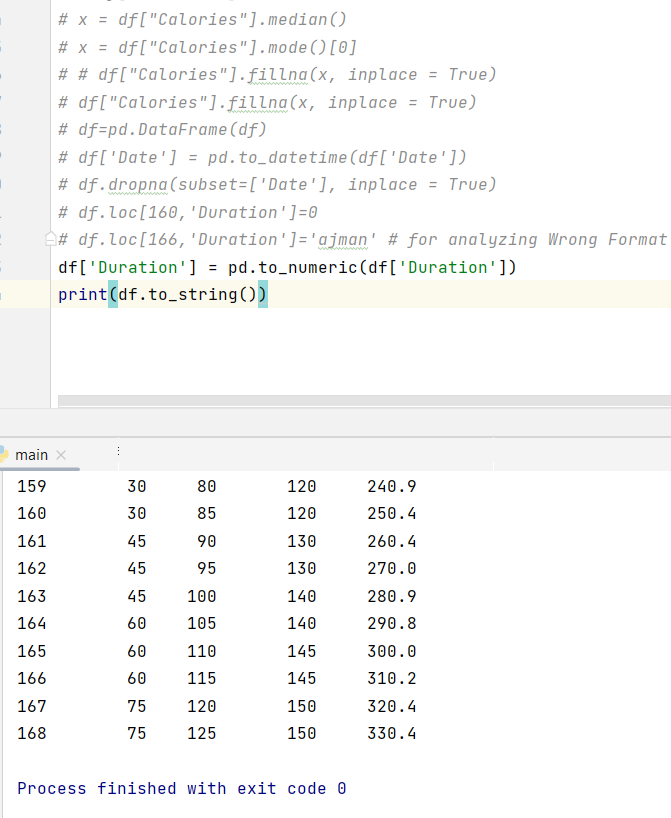 # x = df["Calories"].median()
# x = df["Calories"].mode()[0]
# # df["Calories"].fillna(x, inplace = True)
# df["Calories"].fillna(x, inplace = True)
# df=pd.DataFrame(df)
# df['Date'] = pd.to_datetime(df['Date'])
# df.dropna(subset=['Date'], inplace = True)
# df.loc[160,'Duration']=0
# df.loc[166,'Duration']='ajman' # for analyzing Wrong Format
df['Duration'] = pd.to_numeric(df['Duration'])
print(df.to_string())
main
159 30 80 120 240.9
160 30 85 120 250.4
161 45 90 130 260.4
162 45 95 130 270.0
163 45 100 140 280.9
164 60 105 140 290.8
165 60 110 145 300.0
166 60 115 145 310.2
167 75 120 150 320.4
168 75 125 150 330.4
Process finished with exit code 0